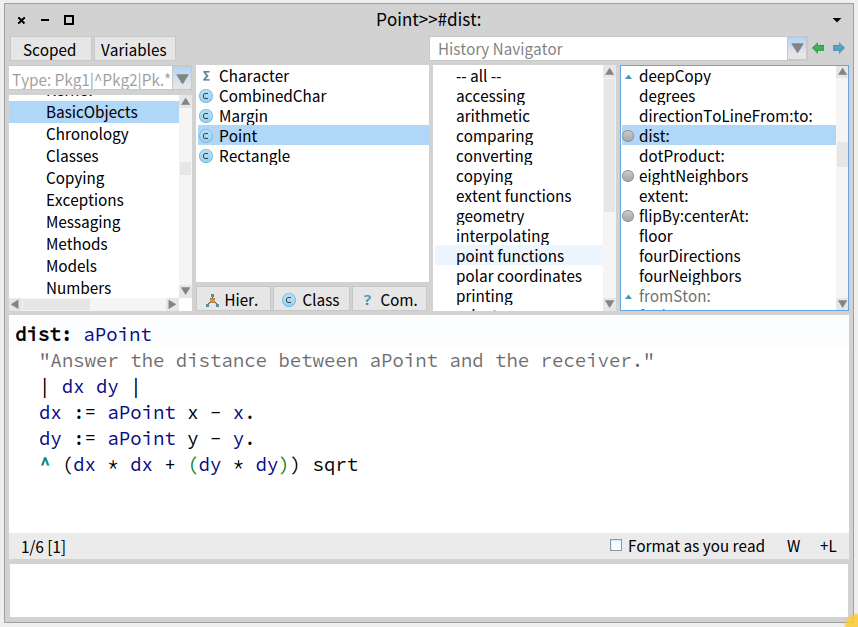 Point>>#dist:
Scoped
Variables
History Navigator
Type: Pkg1|^Pkg2|Pk.*
BasicObjects
Chronology
Classes
Copying
Exceptions
Messaging
Methods
Models
Numbers
Character
CombinedChar
Margin
Point
Rectangle
Hier.
Class
? Com.
-- all --
accessing
arithmetic
comparing
converting
copying
extent functions
geometry
interpolating
point functions
polar coordinates
printing
deepCopy
degrees
directionToLineFrom:to:
dist:
dotProduct:
eightNeighbors
extent:
flipBy:centerAt:
floor
fourDirections
fourNeighbors
fromSton:
dist: aPoint
"Answer the distance between aPoint and the receiver."
| dx dy |
dx := aPoint x - x.
dy := aPoint y - y.
^ (dx * dx + (dy * dy)) sqrt
1/6 [1]
Format as you read
W
+L